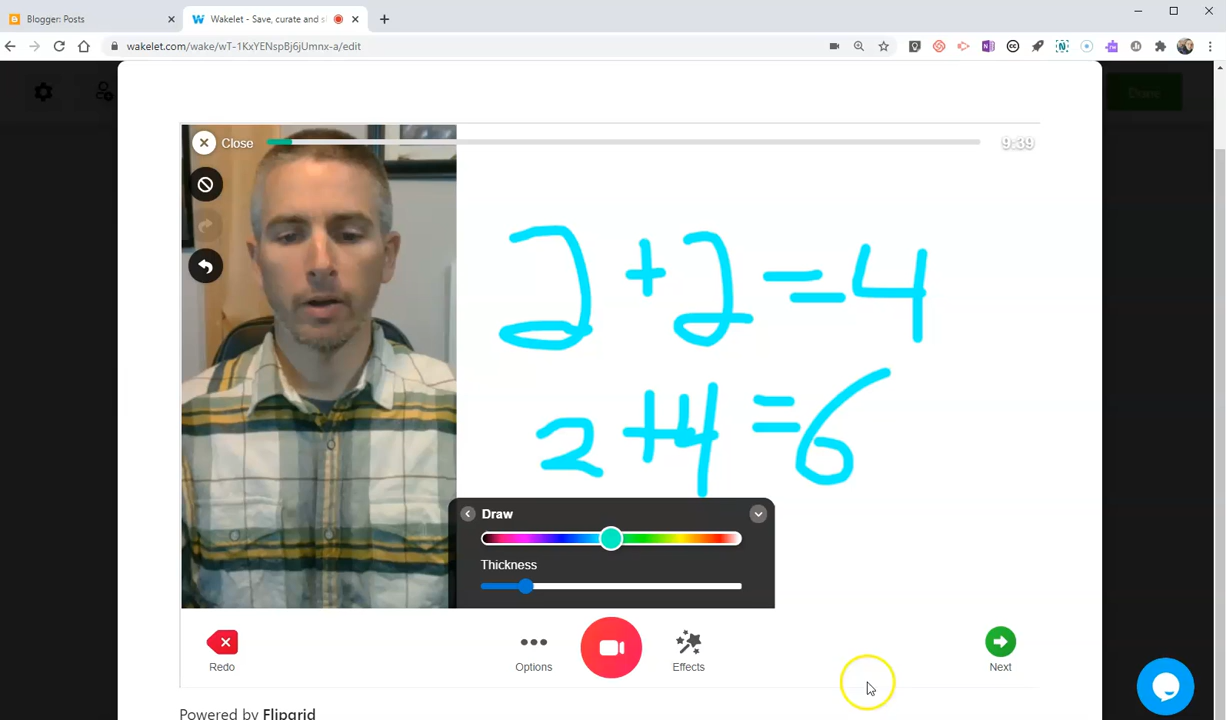 Blogger: Posts
Wakelet - Save, curate and s
wakelet.com/wake/wT-1KxYENspBj6jUmnx-a/edit
Done
Close
9:39
2+2=4
2+4=6
Draw
Thickness
Redo
Options
Effects
Next
Powered by Flipgrid